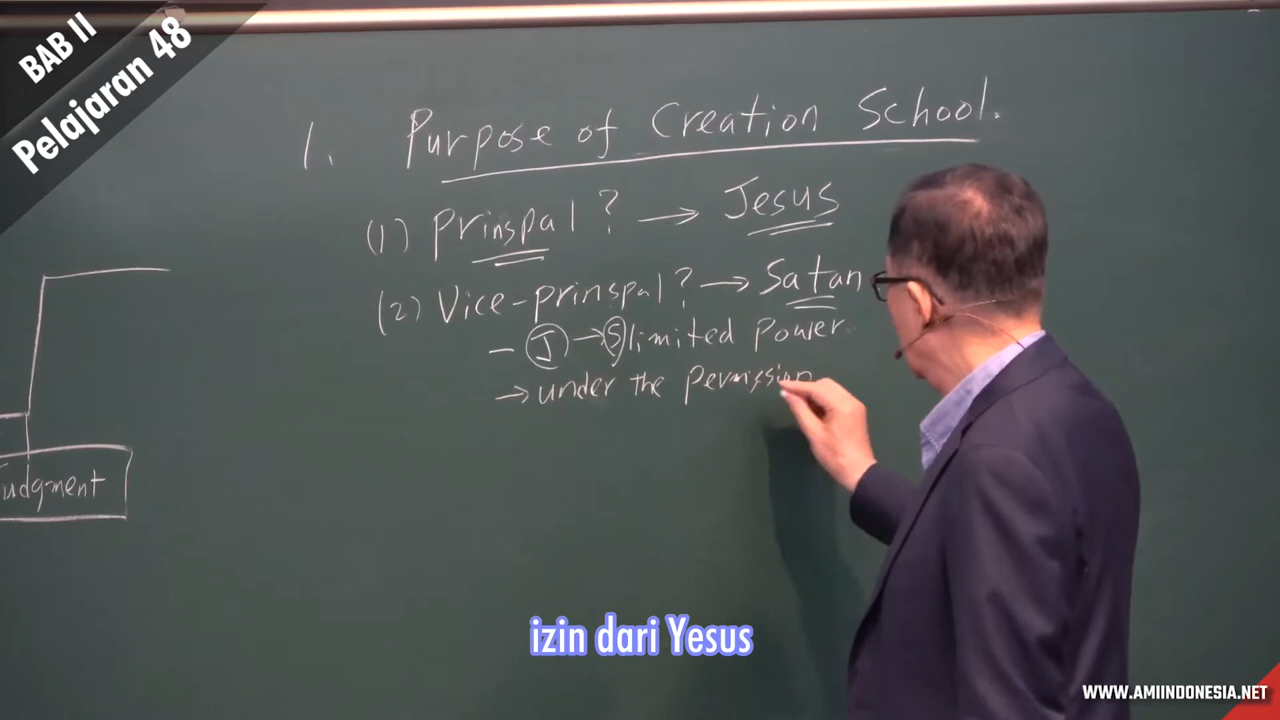 BAB II
Pelajaran 48
1. Purpose of Creation School.
(1) Prinspal? → Jesus
(2) Vice-prinspal? → Satan
- J → S limited power
→ under the permission
Judgment
izin dari Yesus
WWW.AMIINDONESIA.NET